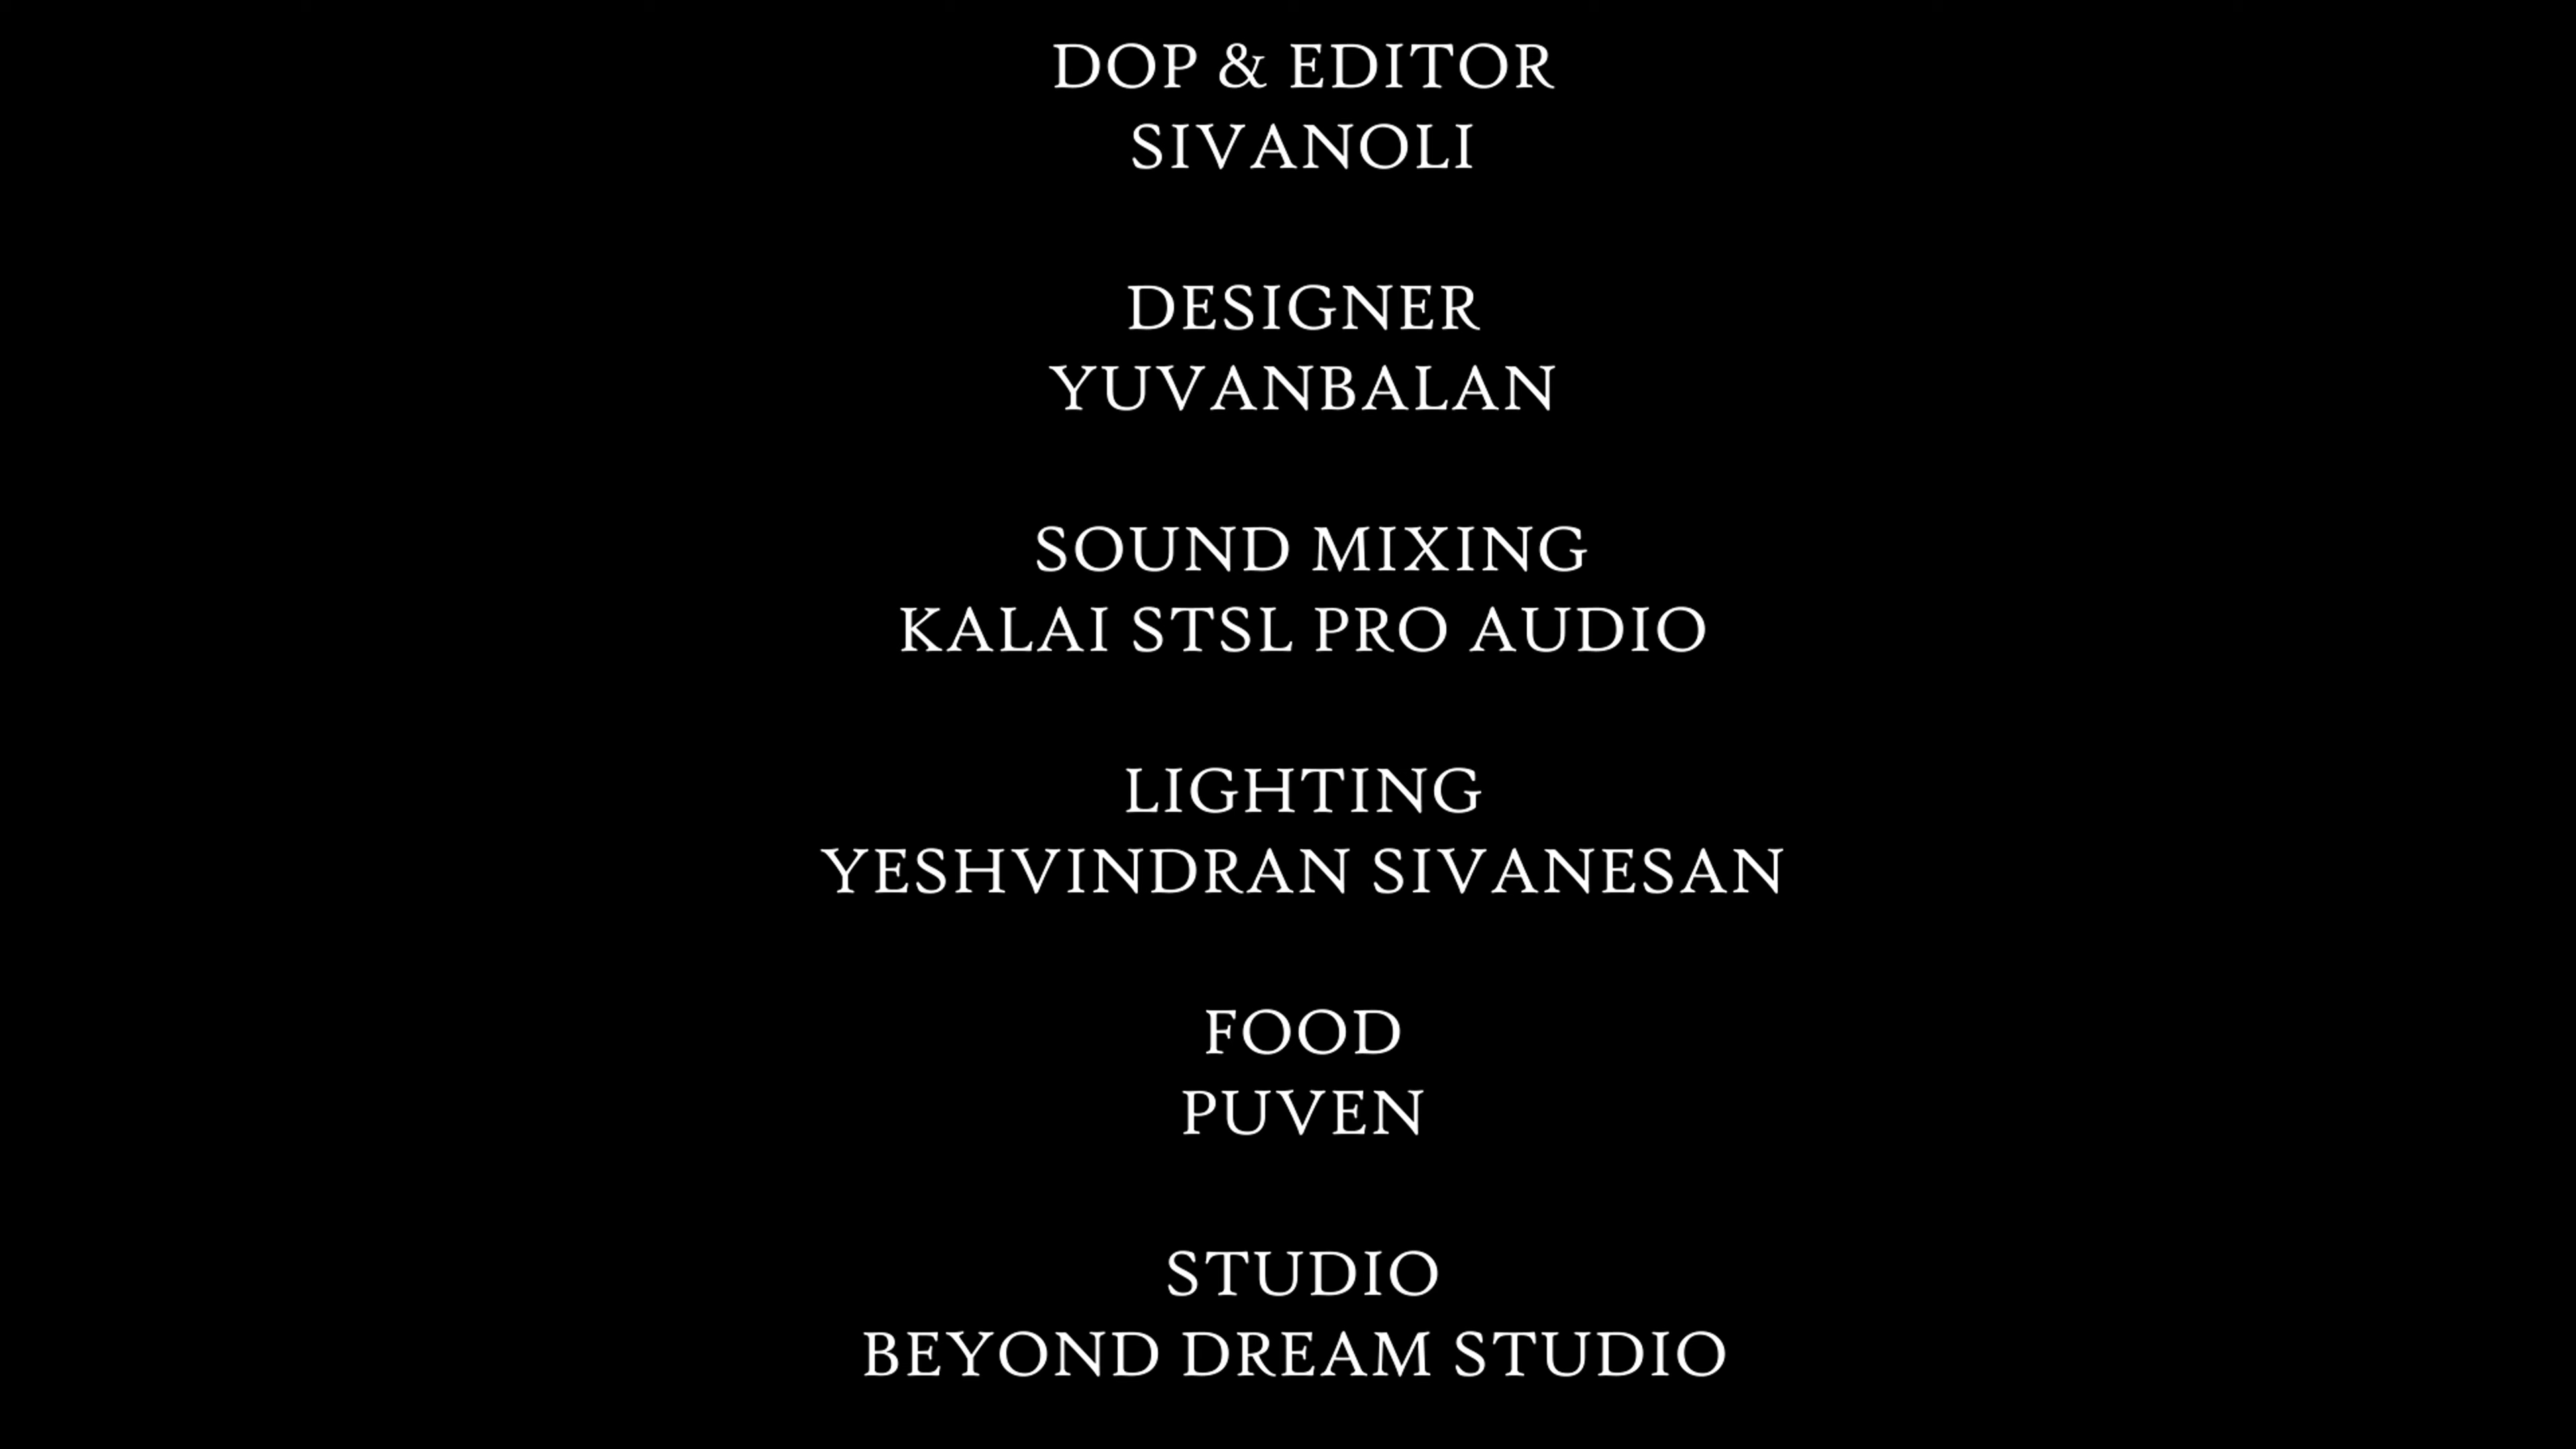 DOP & EDITOR
SIVANOLI
DESIGNER
YUVANBALAN
SOUND MIXING
KALAI STSL PRO AUDIO
LIGHTING
YESHVINDRAN SIVANESAN
FOOD
PUVEN
STUDIO
BEYOND DREAM STUDIO